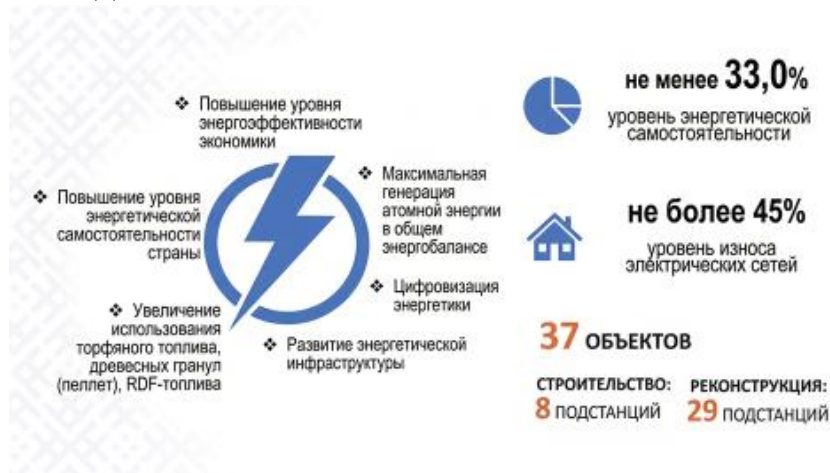 ❖ Повышение уровня
энергоэффективности
экономики
❖ Повышение уровня
энергетической
самостоятельности
страны
❖ Максимальная
генерация
атомной энергии
в общем
энергобалансе
❖ Цифровизация
энергетики
❖ Увеличение
использования
торфяного топлива,
древесных гранул
(пеллет), RDF-топлива
❖ Развитие энергетической
инфраструктуры
не менее 33,0%
уровень энергетической
самостоятельности
не более 45%
уровень износа
электрических сетей
37 ОБЪЕКТОВ
СТРОИТЕЛЬСТВО:
8 ПОДСТАНЦИЙ
РЕКОНСТРУКЦИЯ:
29 ПОДСТАНЦИЙ